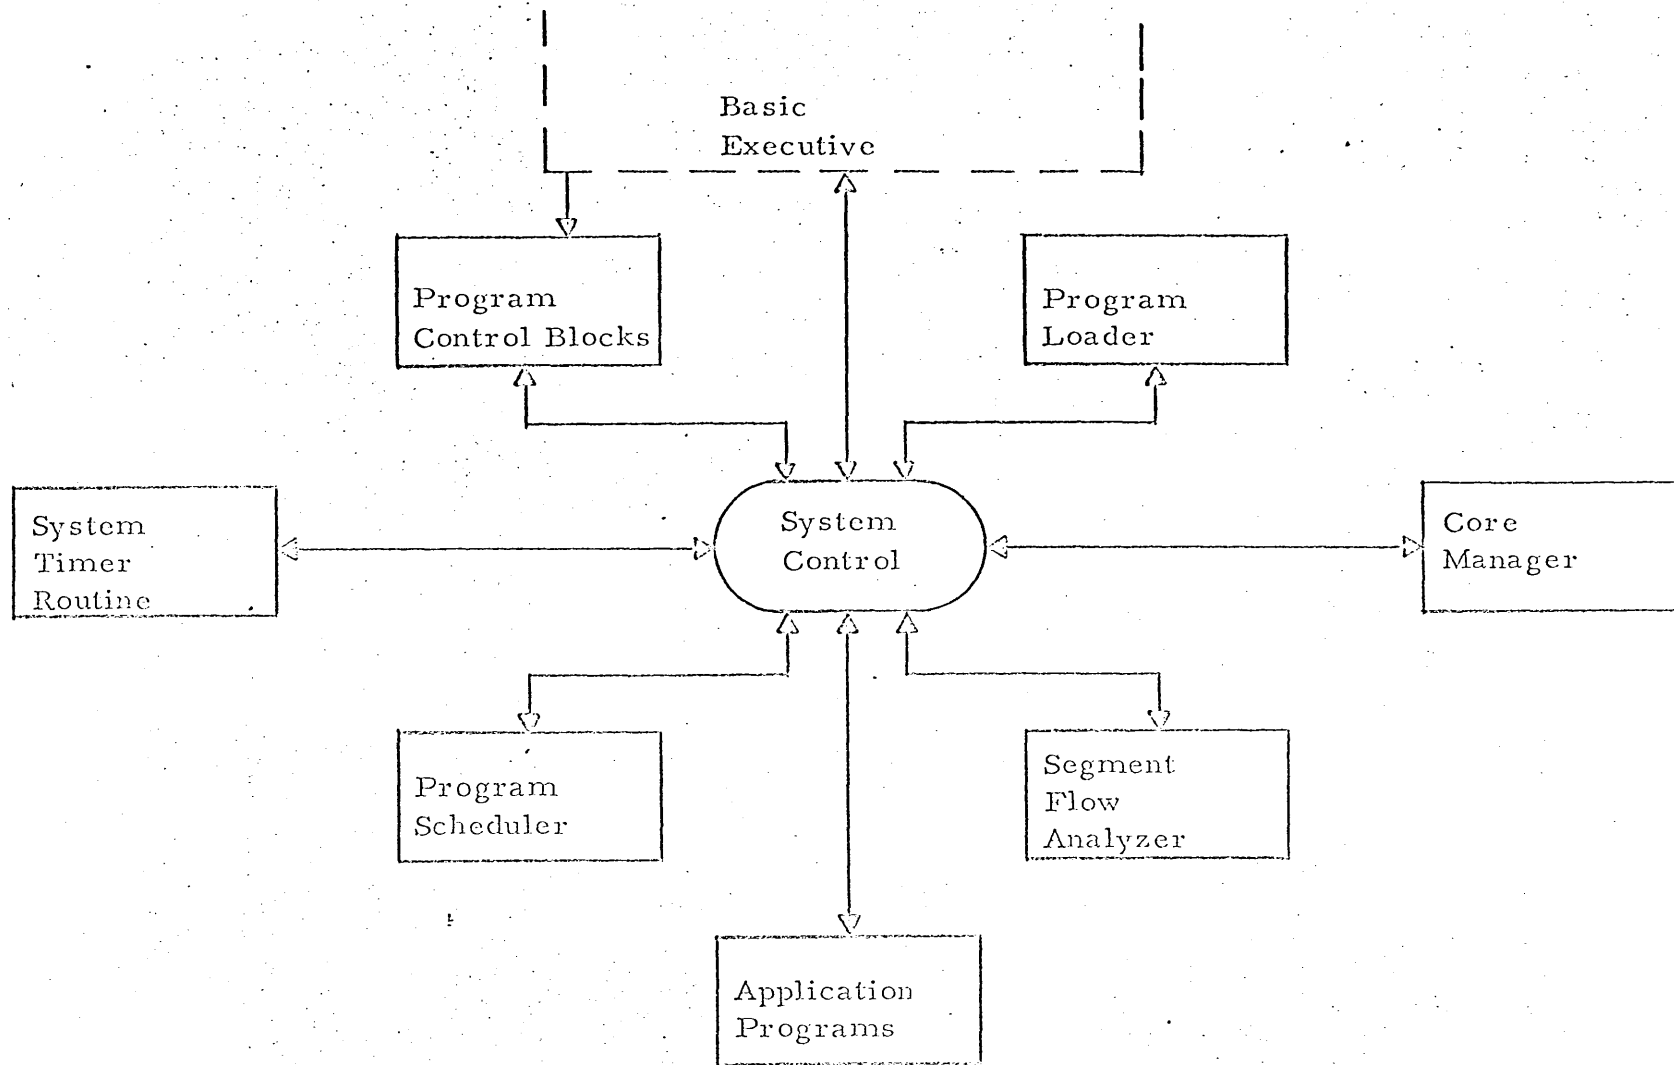 Basic
Executive
Program
Control Blocks
Program
Loader
System
Timer
Routine
System
Control
Core
Manager
Program
Scheduler
Segment
Flow
Analyzer
Application
Programs